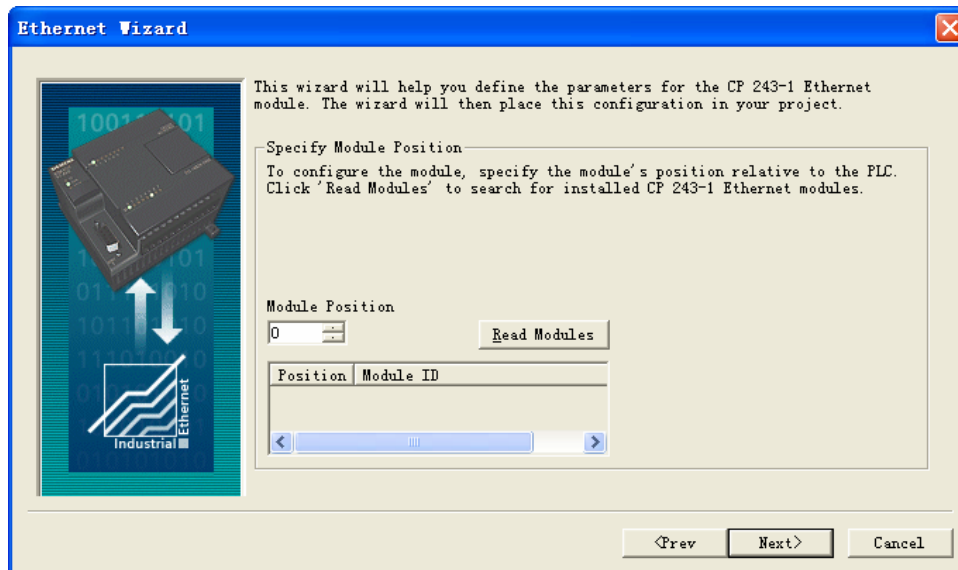 Ethernet Wizard
This wizard will help you define the parameters for the CP 243-1 Ethernet
module. The wizard will then place this configuration in your project.
Specify Module Position
To configure the module, specify the module's position relative to the PLC.
Click 'Read Modules' to search for installed CP 243-1 Ethernet modules.
Module Position
0
Read Modules
Position Module ID
Industrial
Ethernet
<Prev
Next>
Cancel